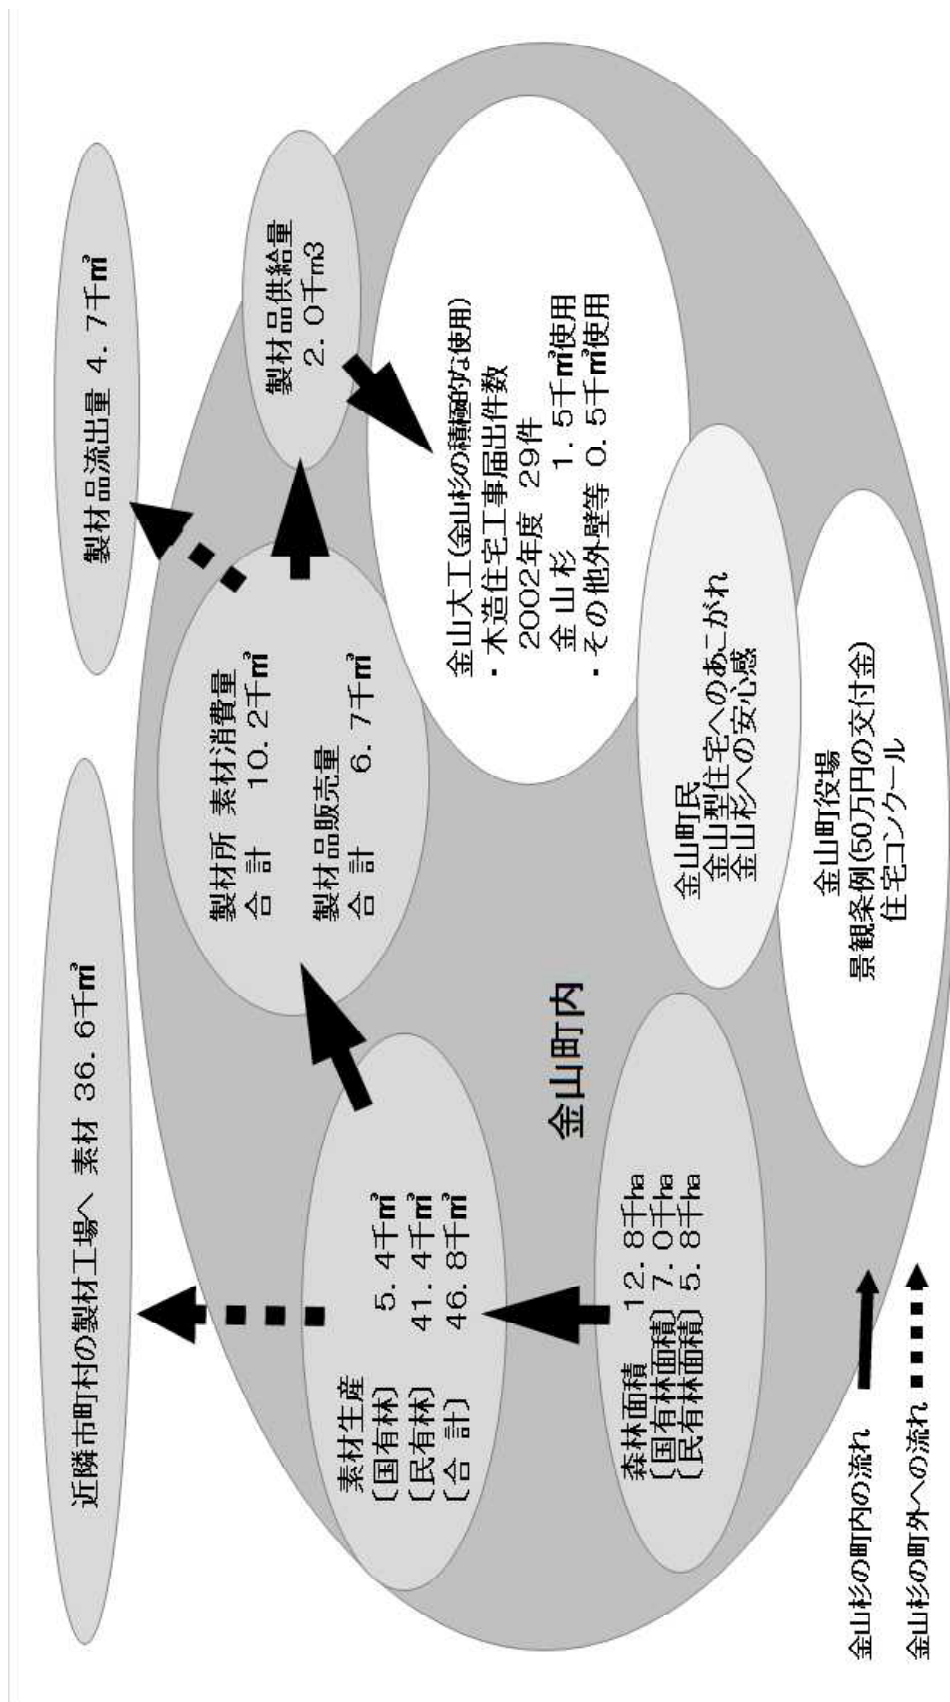 近隣市町村の製材工場へ 素材 36.6千㎥
製材品流出量 4.7千㎥
製材所 素材消費量
合 計 10.2千㎥
製材品販売量
合 計 6.7千㎥
製材品供給量
2.0千m3
素材生産
〔国有林〕 5.4千㎥
〔民有林〕 41.4千㎥
〔合 計〕 46.8千㎥
金山町内
金山大工(金山杉の積極的な使用)
・木造住宅工事届出件数
2002年度 29件
金山杉 1.5千㎥使用
・その他外壁等 0.5千㎥使用
森林面積 12.8千ha
〔国有林面積〕 7.0千ha
〔民有林面積〕 5.8千ha
金山町民
金山型住宅へのあこがれ
金山杉への安心感
金山町役場
景観条例(50万円の交付金)
住宅コンクール
金山杉の町内の流れ
金山杉の町外への流れ